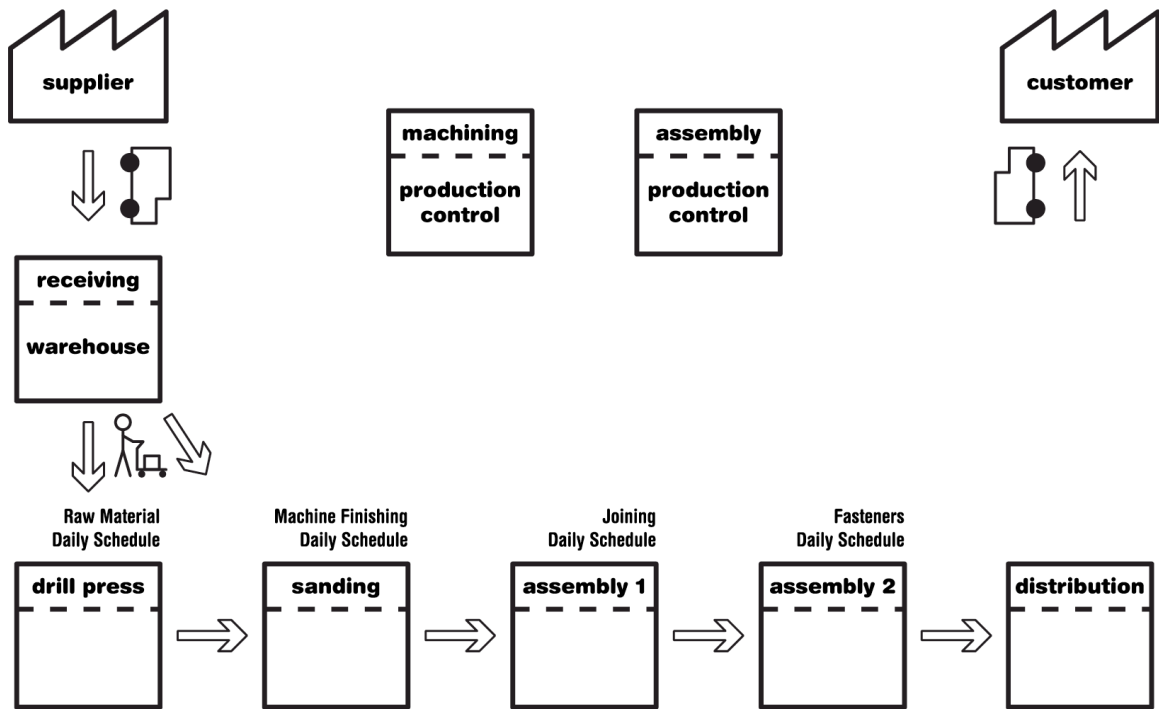 supplier
customer
machining
production
control
assembly
production
control
receiving
warehouse
Raw Material
Daily Schedule
Machine Finishing
Daily Schedule
Joining
Daily Schedule
Fasteners
Daily Schedule
drill press
sanding
assembly 1
assembly 2
distribution